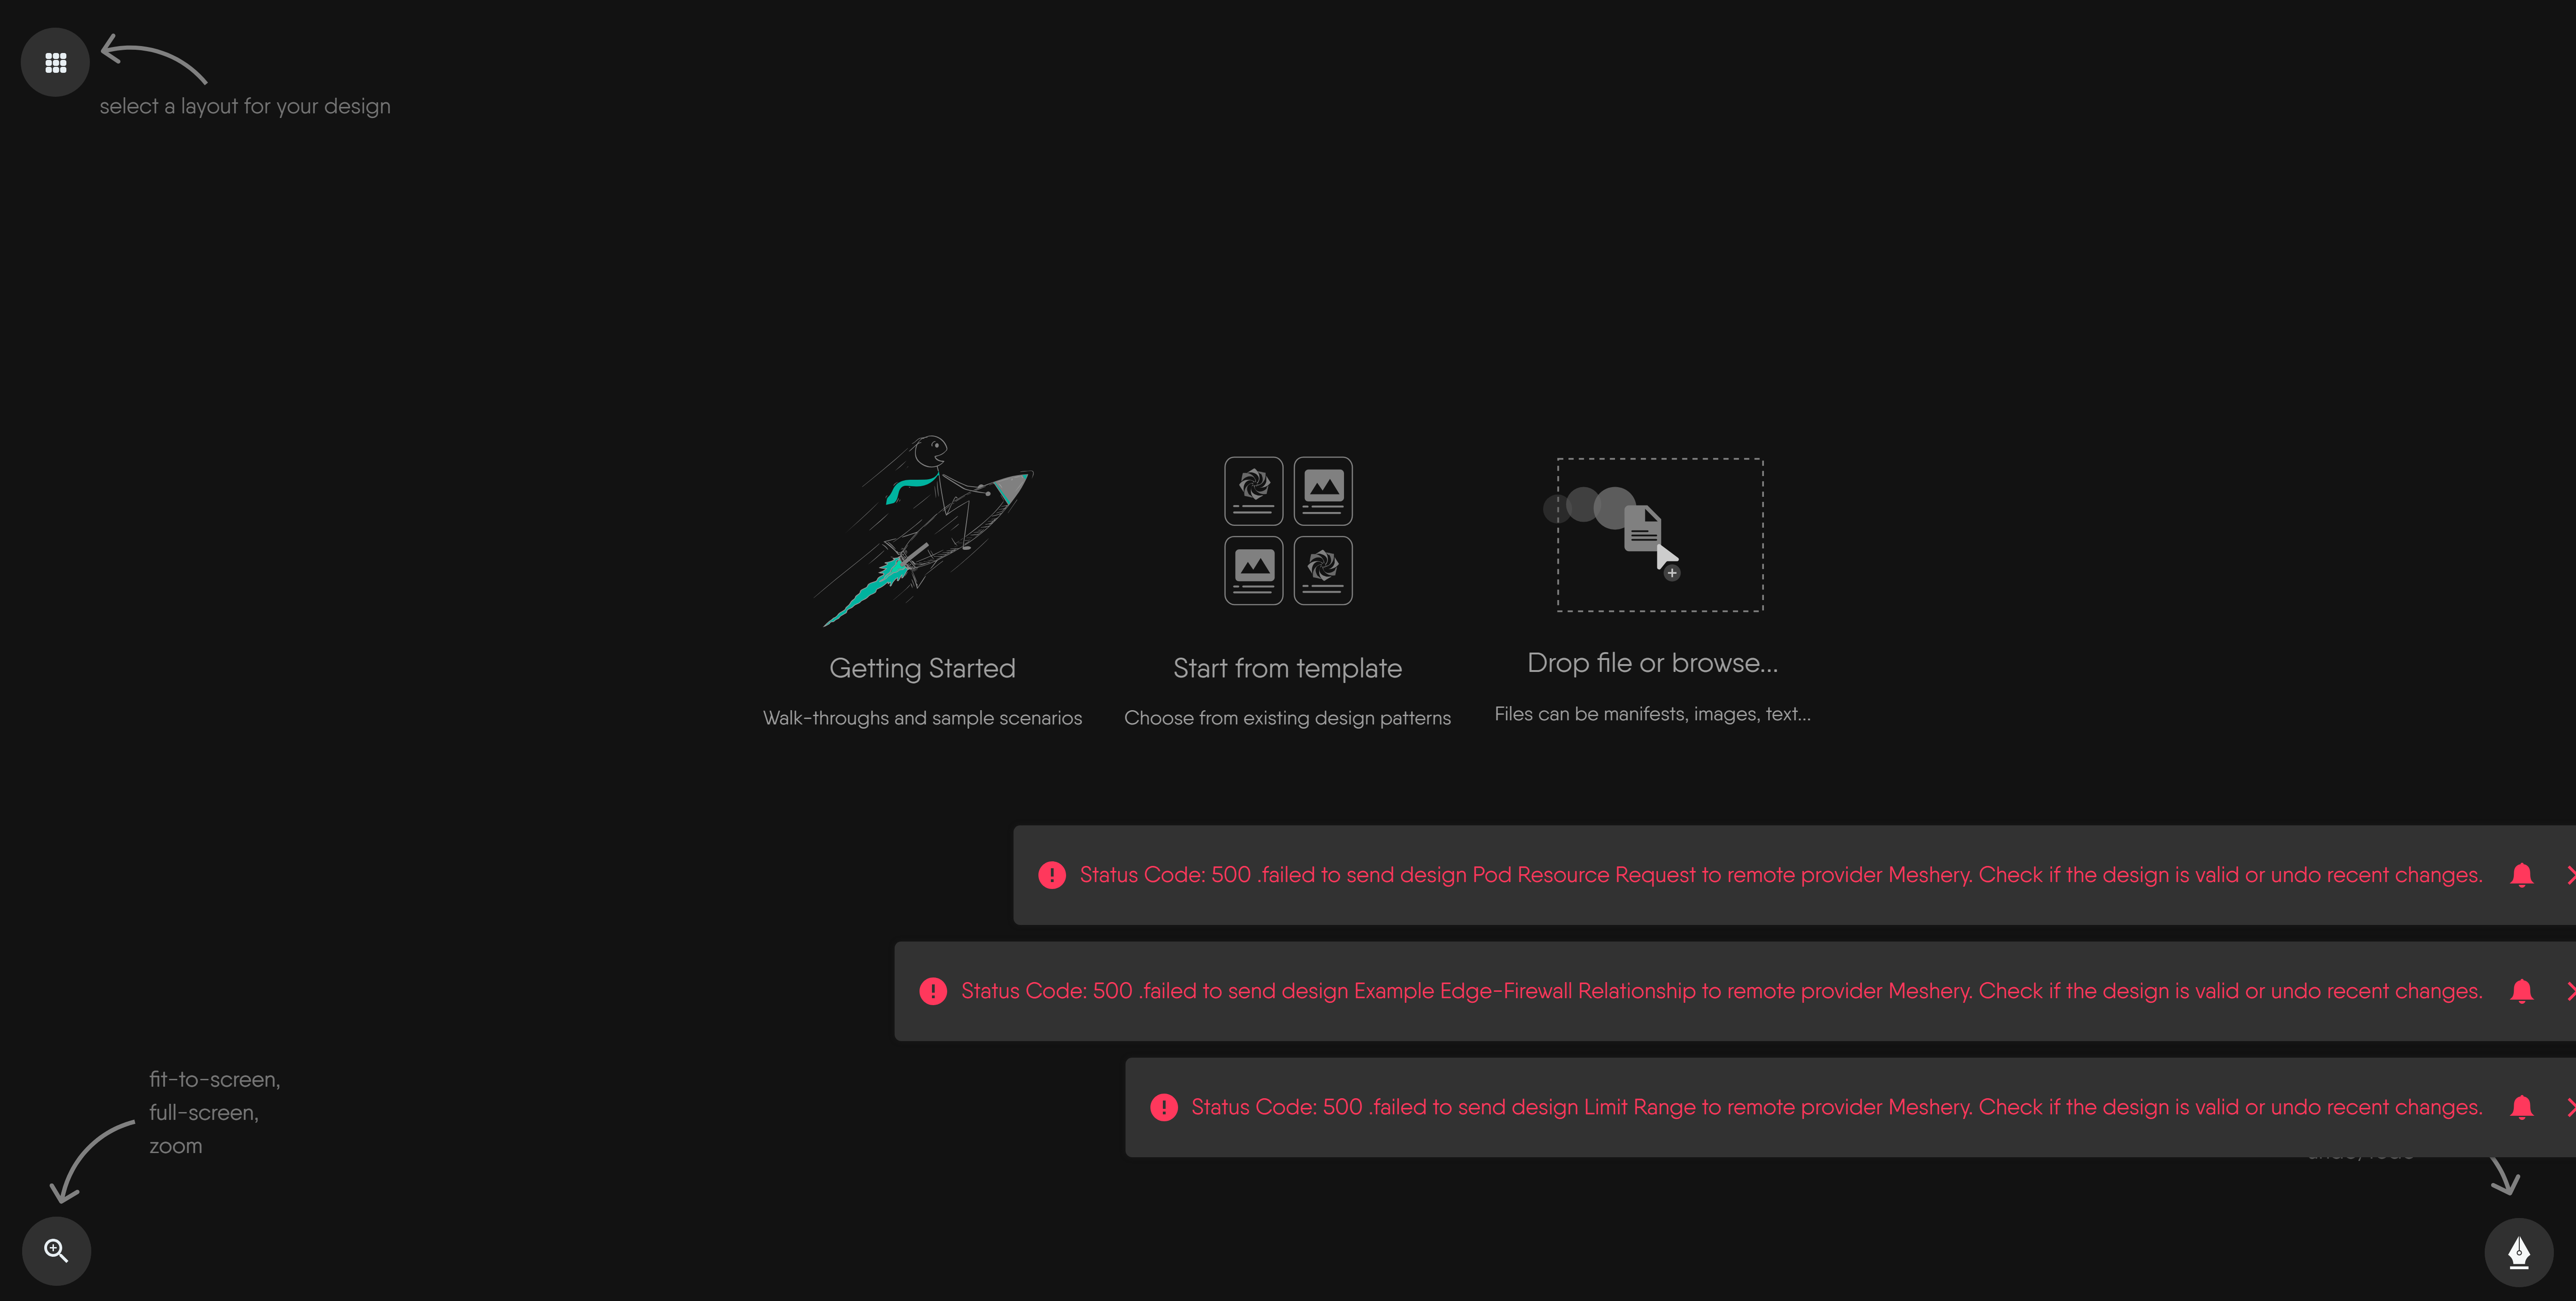 select a layout for your design
Getting Started
Walk-throughs and sample scenarios
Start from template
Choose from existing design patterns
Drop file or browse...
Files can be manifests, images, text...
Status Code: 500 .failed to send design Pod Resource Request to remote provider Meshery. Check if the design is valid or undo recent changes.
Status Code: 500 .failed to send design Example Edge-Firewall Relationship to remote provider Meshery. Check if the design is valid or undo recent changes.
Status Code: 500 .failed to send design Limit Range to remote provider Meshery. Check if the design is valid or undo recent changes.
fit-to-screen,
full-screen,
zoom